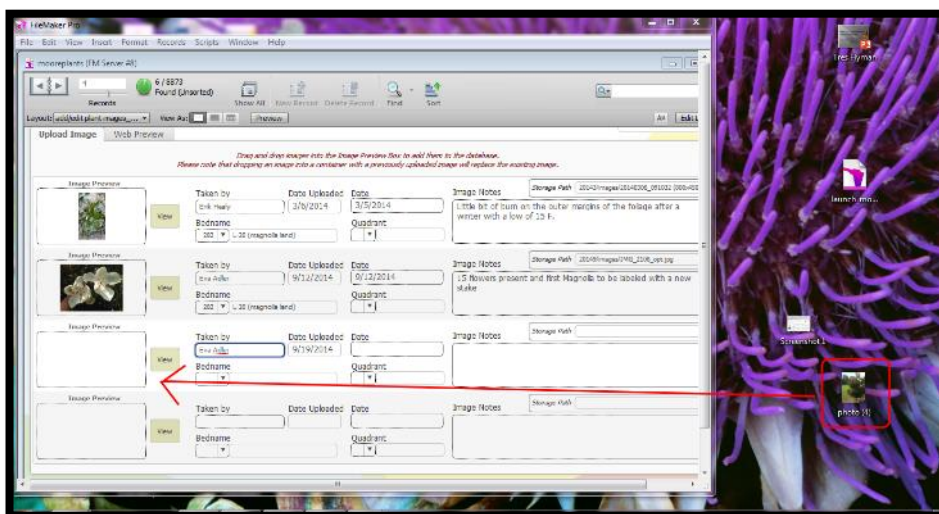 FileMaker Pro
File Edit View Insert Format Records Scripts Window Help
mooreplants (FM Server #8)
6 / 8873
Found (Unsorted)
Records
Show All New Record Delete Record Find Sort
Layout: View As: Preview
Upload Image Web Preview
Drag and drop images into the Image Preview Box to add them to the database.
Please note that dropping an image into a container with a previously uploaded image will replace the existing image.
Image Preview
Taken by Date Uploaded Date Image Notes Storage Path
Erik Healy 3/6/2014 3/5/2014 Little bit of burn on the outer margins of the foliage after a
winter with a low of 15 F.
View
Bedname Quadrant
202 L 20 (magnolia land)
Image Preview
Taken by Date Uploaded Date Image Notes Storage Path
9/12/2014 9/12/2014 15 flowers present and first Magnolia to be labeled with a new
stake
View
Bedname Quadrant
202 L 20 (magnolia land)
Image Preview
Taken by Date Uploaded Date Image Notes Storage Path
9/19/2014
View
Bedname Quadrant
Image Preview
Taken by Date Uploaded Date Image Notes Storage Path
View
Bedname Quadrant
launch_mo...
Screenshot 1
photo (4)